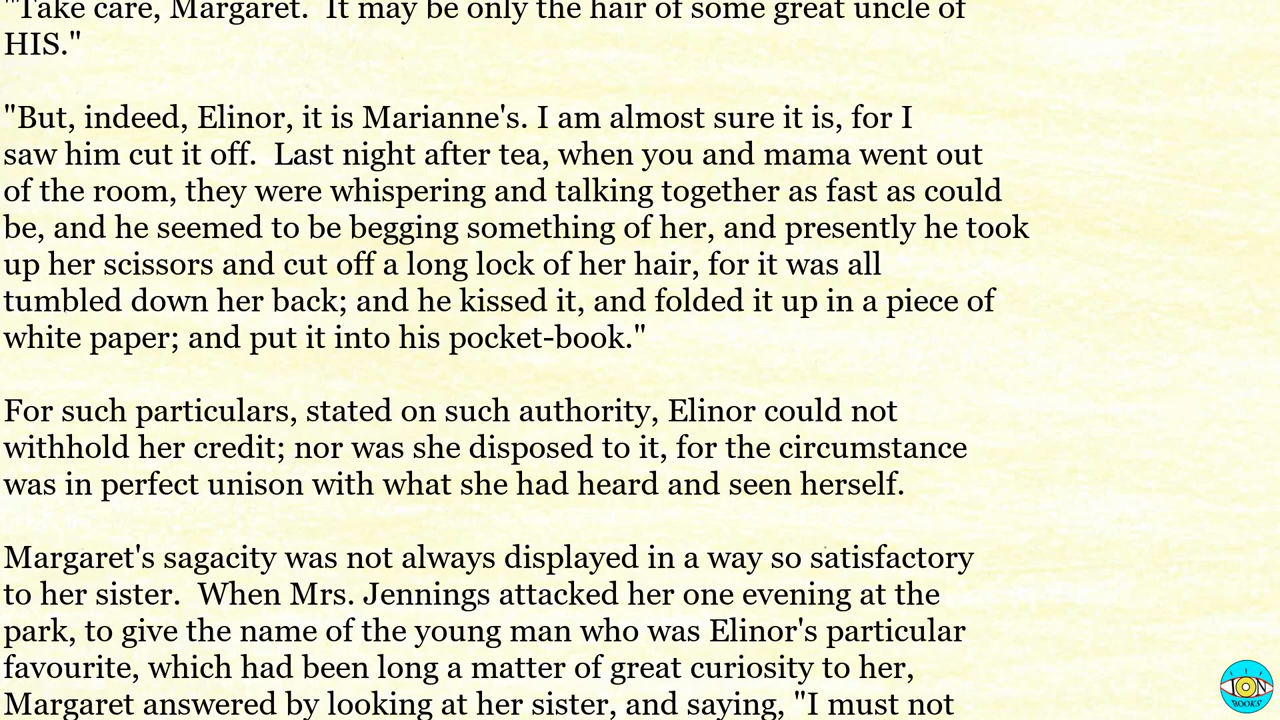 "Take care, Margaret.  It may be only the hair of some great uncle of
HIS."
"But, indeed, Elinor, it is Marianne's. I am almost sure it is, for I
saw him cut it off.  Last night after tea, when you and mama went out
of the room, they were whispering and talking together as fast as could
be, and he seemed to be begging something of her, and presently he took
up her scissors and cut off a long lock of her hair, for it was all
tumbled down her back; and he kissed it, and folded it up in a piece of
white paper; and put it into his pocket-book."
For such particulars, stated on such authority, Elinor could not
withhold her credit; nor was she disposed to it, for the circumstance
was in perfect unison with what she had heard and seen herself.
Margaret's sagacity was not always displayed in a way so satisfactory
to her sister.  When Mrs. Jennings attacked her one evening at the
park, to give the name of the young man who was Elinor's particular
favourite, which had been long a matter of great curiosity to her,
Margaret answered by looking at her sister, and saying, "I must not
ION
BOOKS